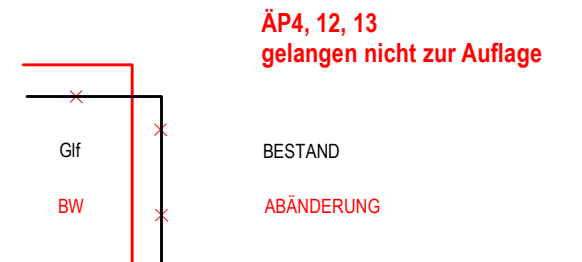 ÄP4, 12, 13
gelangen nicht zur Auflage
Glf BESTAND
BW ABÄNDERUNG